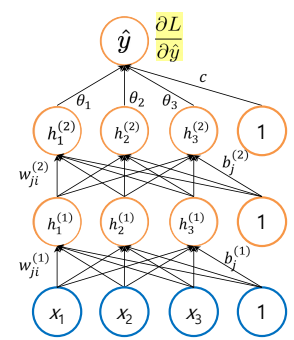 ŷ ∂L/∂ŷ
θ₁ θ₂ θ₃ c
h₁⁽²⁾ h₂⁽²⁾ h₃⁽²⁾ 1
wⱼᵢ⁽²⁾ bⱼ⁽²⁾
h₁⁽¹⁾ h₂⁽¹⁾ h₃⁽¹⁾ 1
wⱼᵢ⁽¹⁾ bⱼ⁽¹⁾
x₁ x₂ x₃ 1